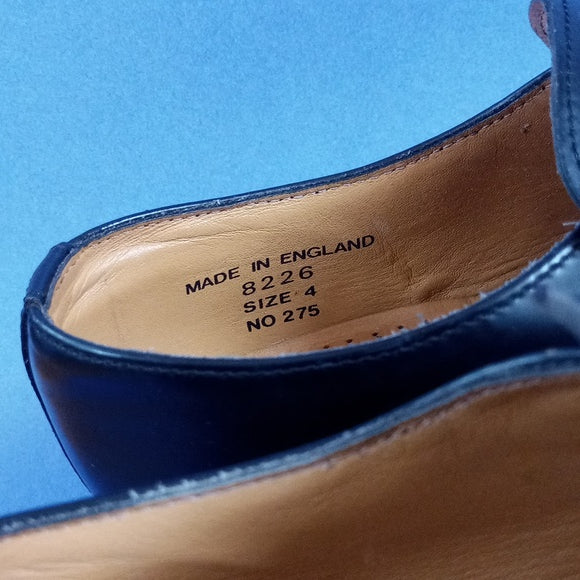 MADE IN ENGLAND
8226
SIZE 4
NO 275